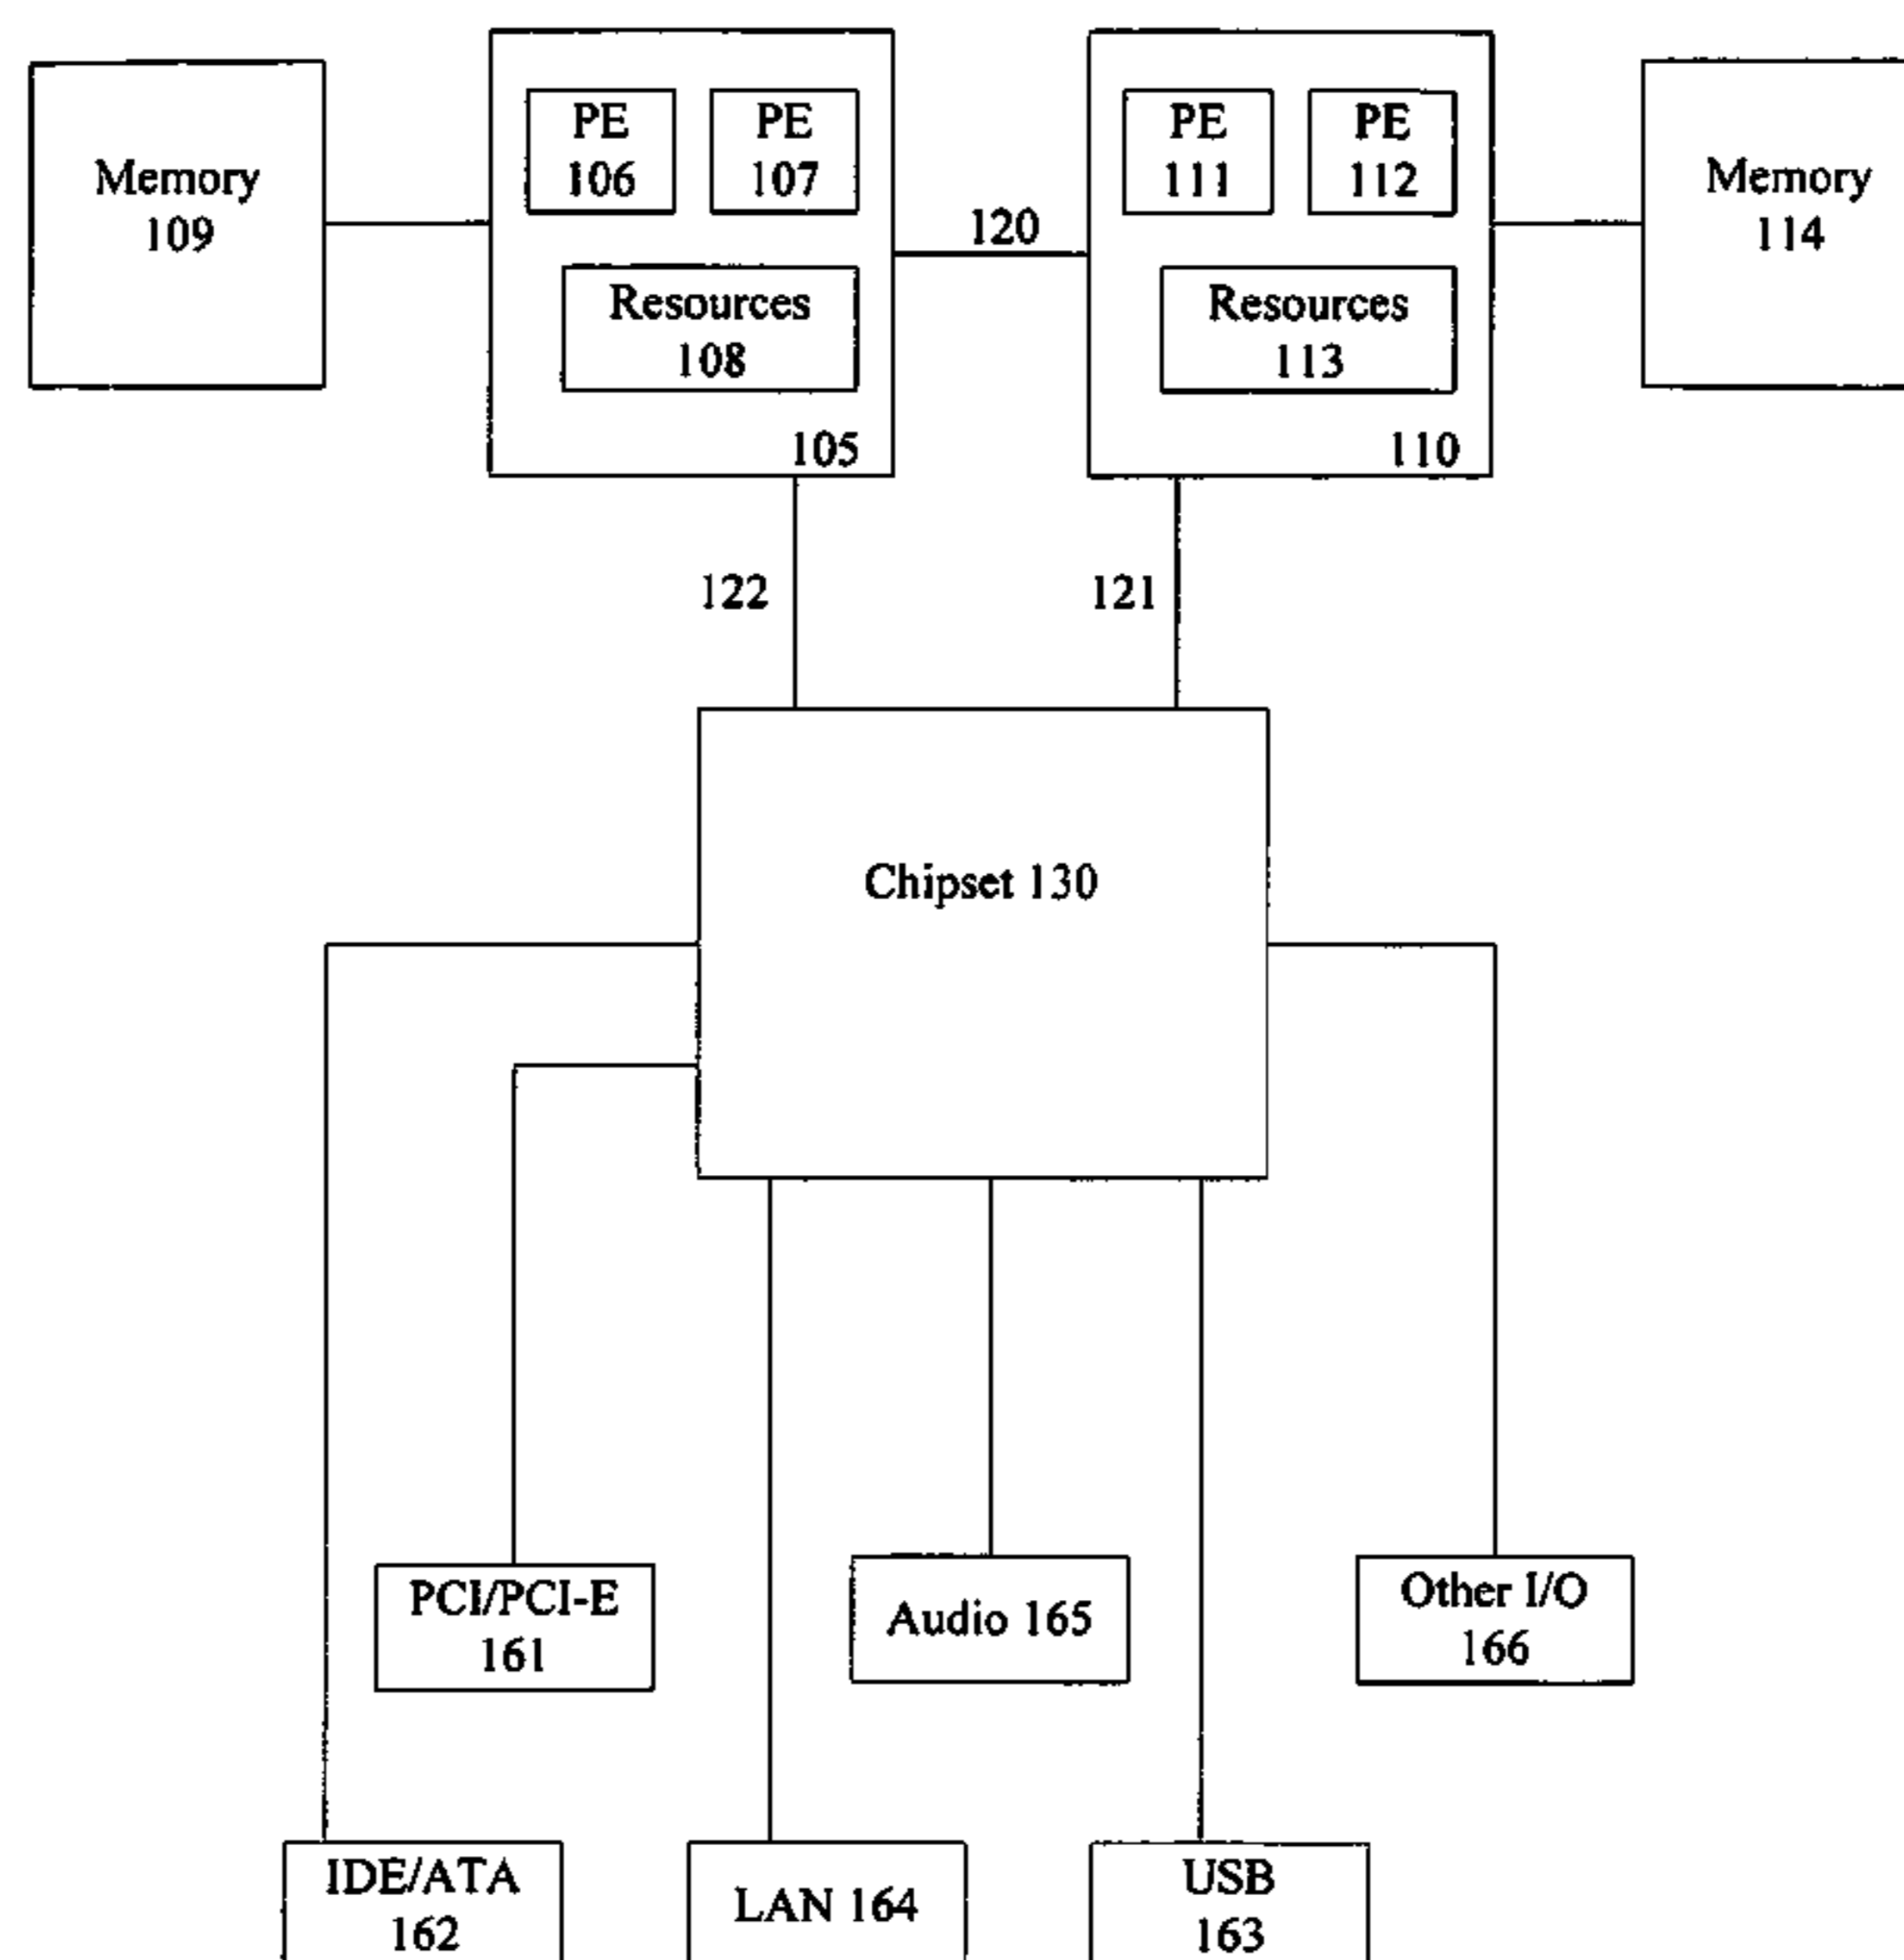 Memory
109
PE
106
PE
107
Resources
108
105
120
PE
111
PE
112
Resources
113
110
Memory
114
122
121
Chipset 130
PCI/PCI-E
161
Audio 165
Other I/O
166
IDE/ATA
162
LAN 164
USB
163